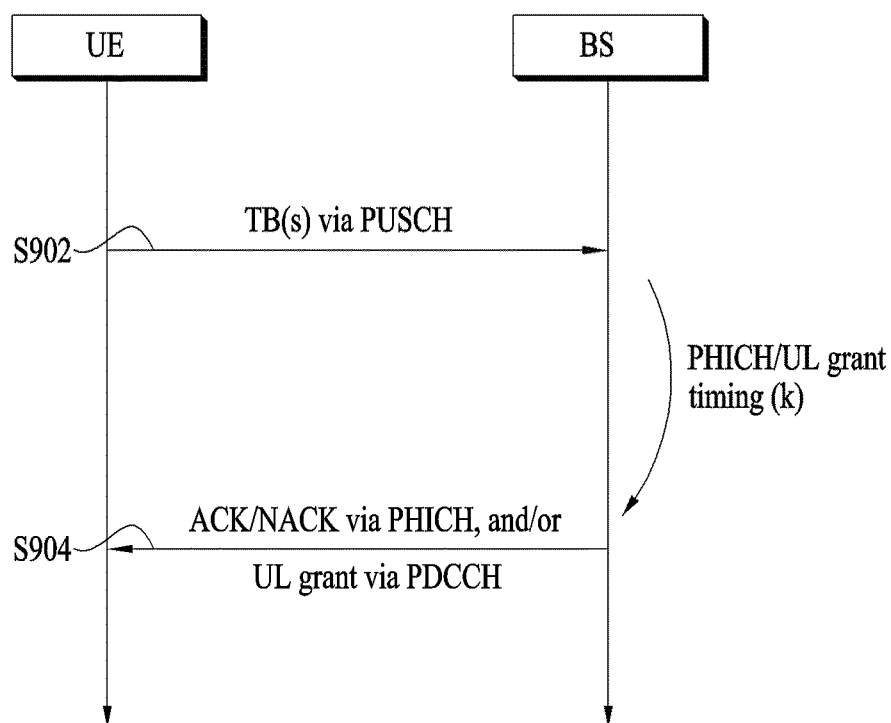 UE
BS
TB(s) via PUSCH
S902
PHICH/UL grant
timing (k)
ACK/NACK via PHICH, and/or
S904
UL grant via PDCCH